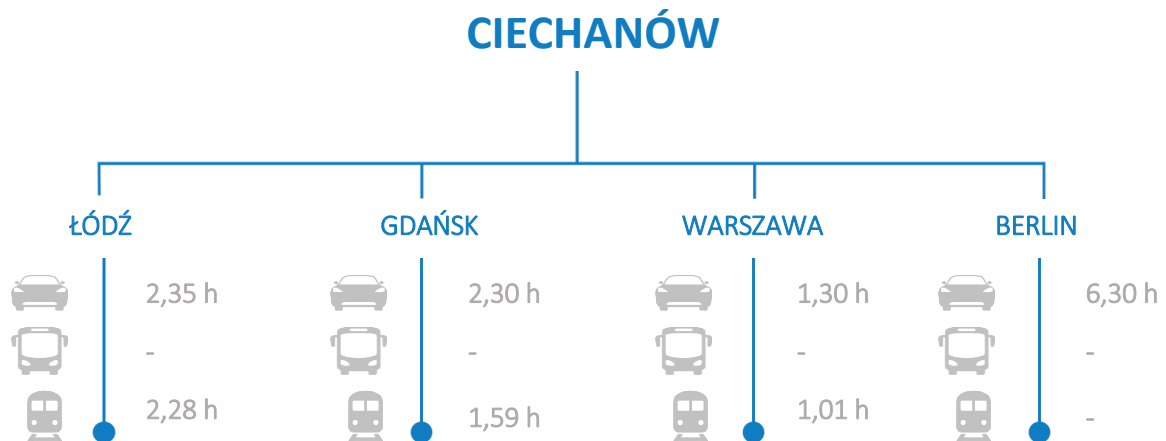 CIECHANÓW
ŁÓDŹ GDAŃSK WARSZAWA BERLIN
2,35 h 2,30 h 1,30 h 6,30 h
- - - -
2,28 h 1,59 h 1,01 h -